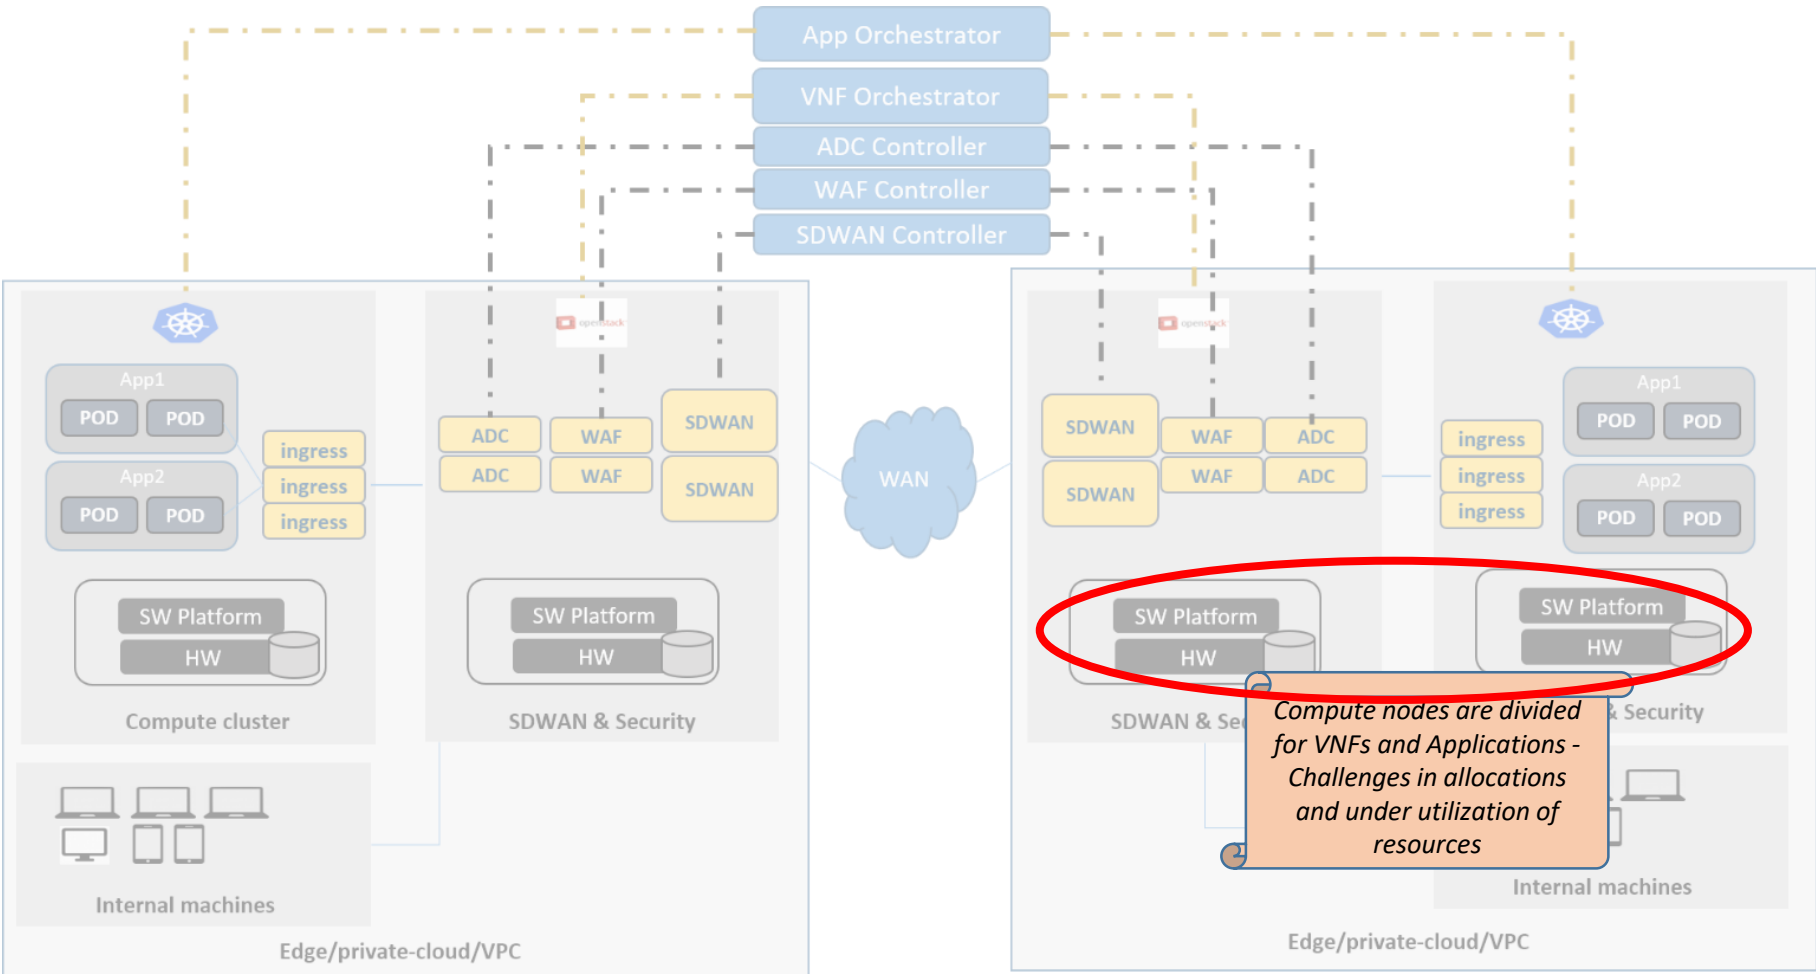 App Orchestrator
VNF Orchestrator
ADC Controller
WAF Controller
SDWAN Controller
openstack
App1
POD POD
App2
POD POD
ingress
ingress
ingress
ADC WAF SDWAN
ADC WAF SDWAN
SW Platform
HW
Compute cluster
SW Platform
HW
SDWAN & Security
Internal machines
Edge/private-cloud/VPC
WAN
openstack
SDWAN WAF ADC
SDWAN WAF ADC
ingress
ingress
ingress
App1
POD POD
App2
POD POD
SW Platform
HW
SDWAN & Se
SW Platform
HW
& Security
Compute nodes are divided
for VNFs and Applications -
Challenges in allocations
and under utilization of
resources
Internal machines
Edge/private-cloud/VPC